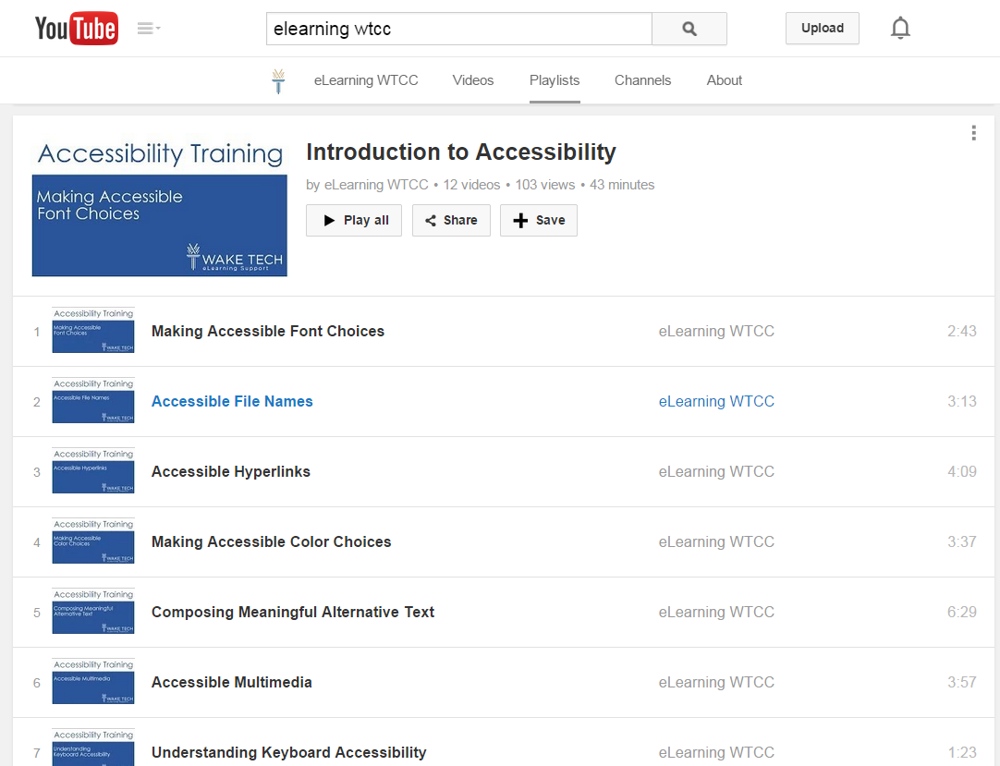 YouTube
elearning wtcc
Upload
eLearning WTCC Videos Playlists Channels About
Accessibility Training
Making Accessible
Font Choices
WAKE TECH
eLearning Support
Introduction to Accessibility
by eLearning WTCC • 12 videos • 103 views • 43 minutes
Play all Share Save
1 Accessibility Training
Making Accessible
Font Choices
WAKE TECH
Making Accessible Font Choices eLearning WTCC 2:43
2 Accessibility Training
Accessible File Names
WAKE TECH
Accessible File Names eLearning WTCC 3:13
3 Accessibility Training
Accessible Hyperlinks
WAKE TECH
Accessible Hyperlinks eLearning WTCC 4:09
4 Accessibility Training
Making Accessible
Color Choices
WAKE TECH
Making Accessible Color Choices eLearning WTCC 3:37
5 Accessibility Training
Composing Meaningful
Alternative Text
WAKE TECH
Composing Meaningful Alternative Text eLearning WTCC 6:29
6 Accessibility Training
Accessible Multimedia
WAKE TECH
Accessible Multimedia eLearning WTCC 3:57
7 Accessibility Training
Understanding
Keyboard Accessibility
Understanding Keyboard Accessibility eLearning WTCC 1:23